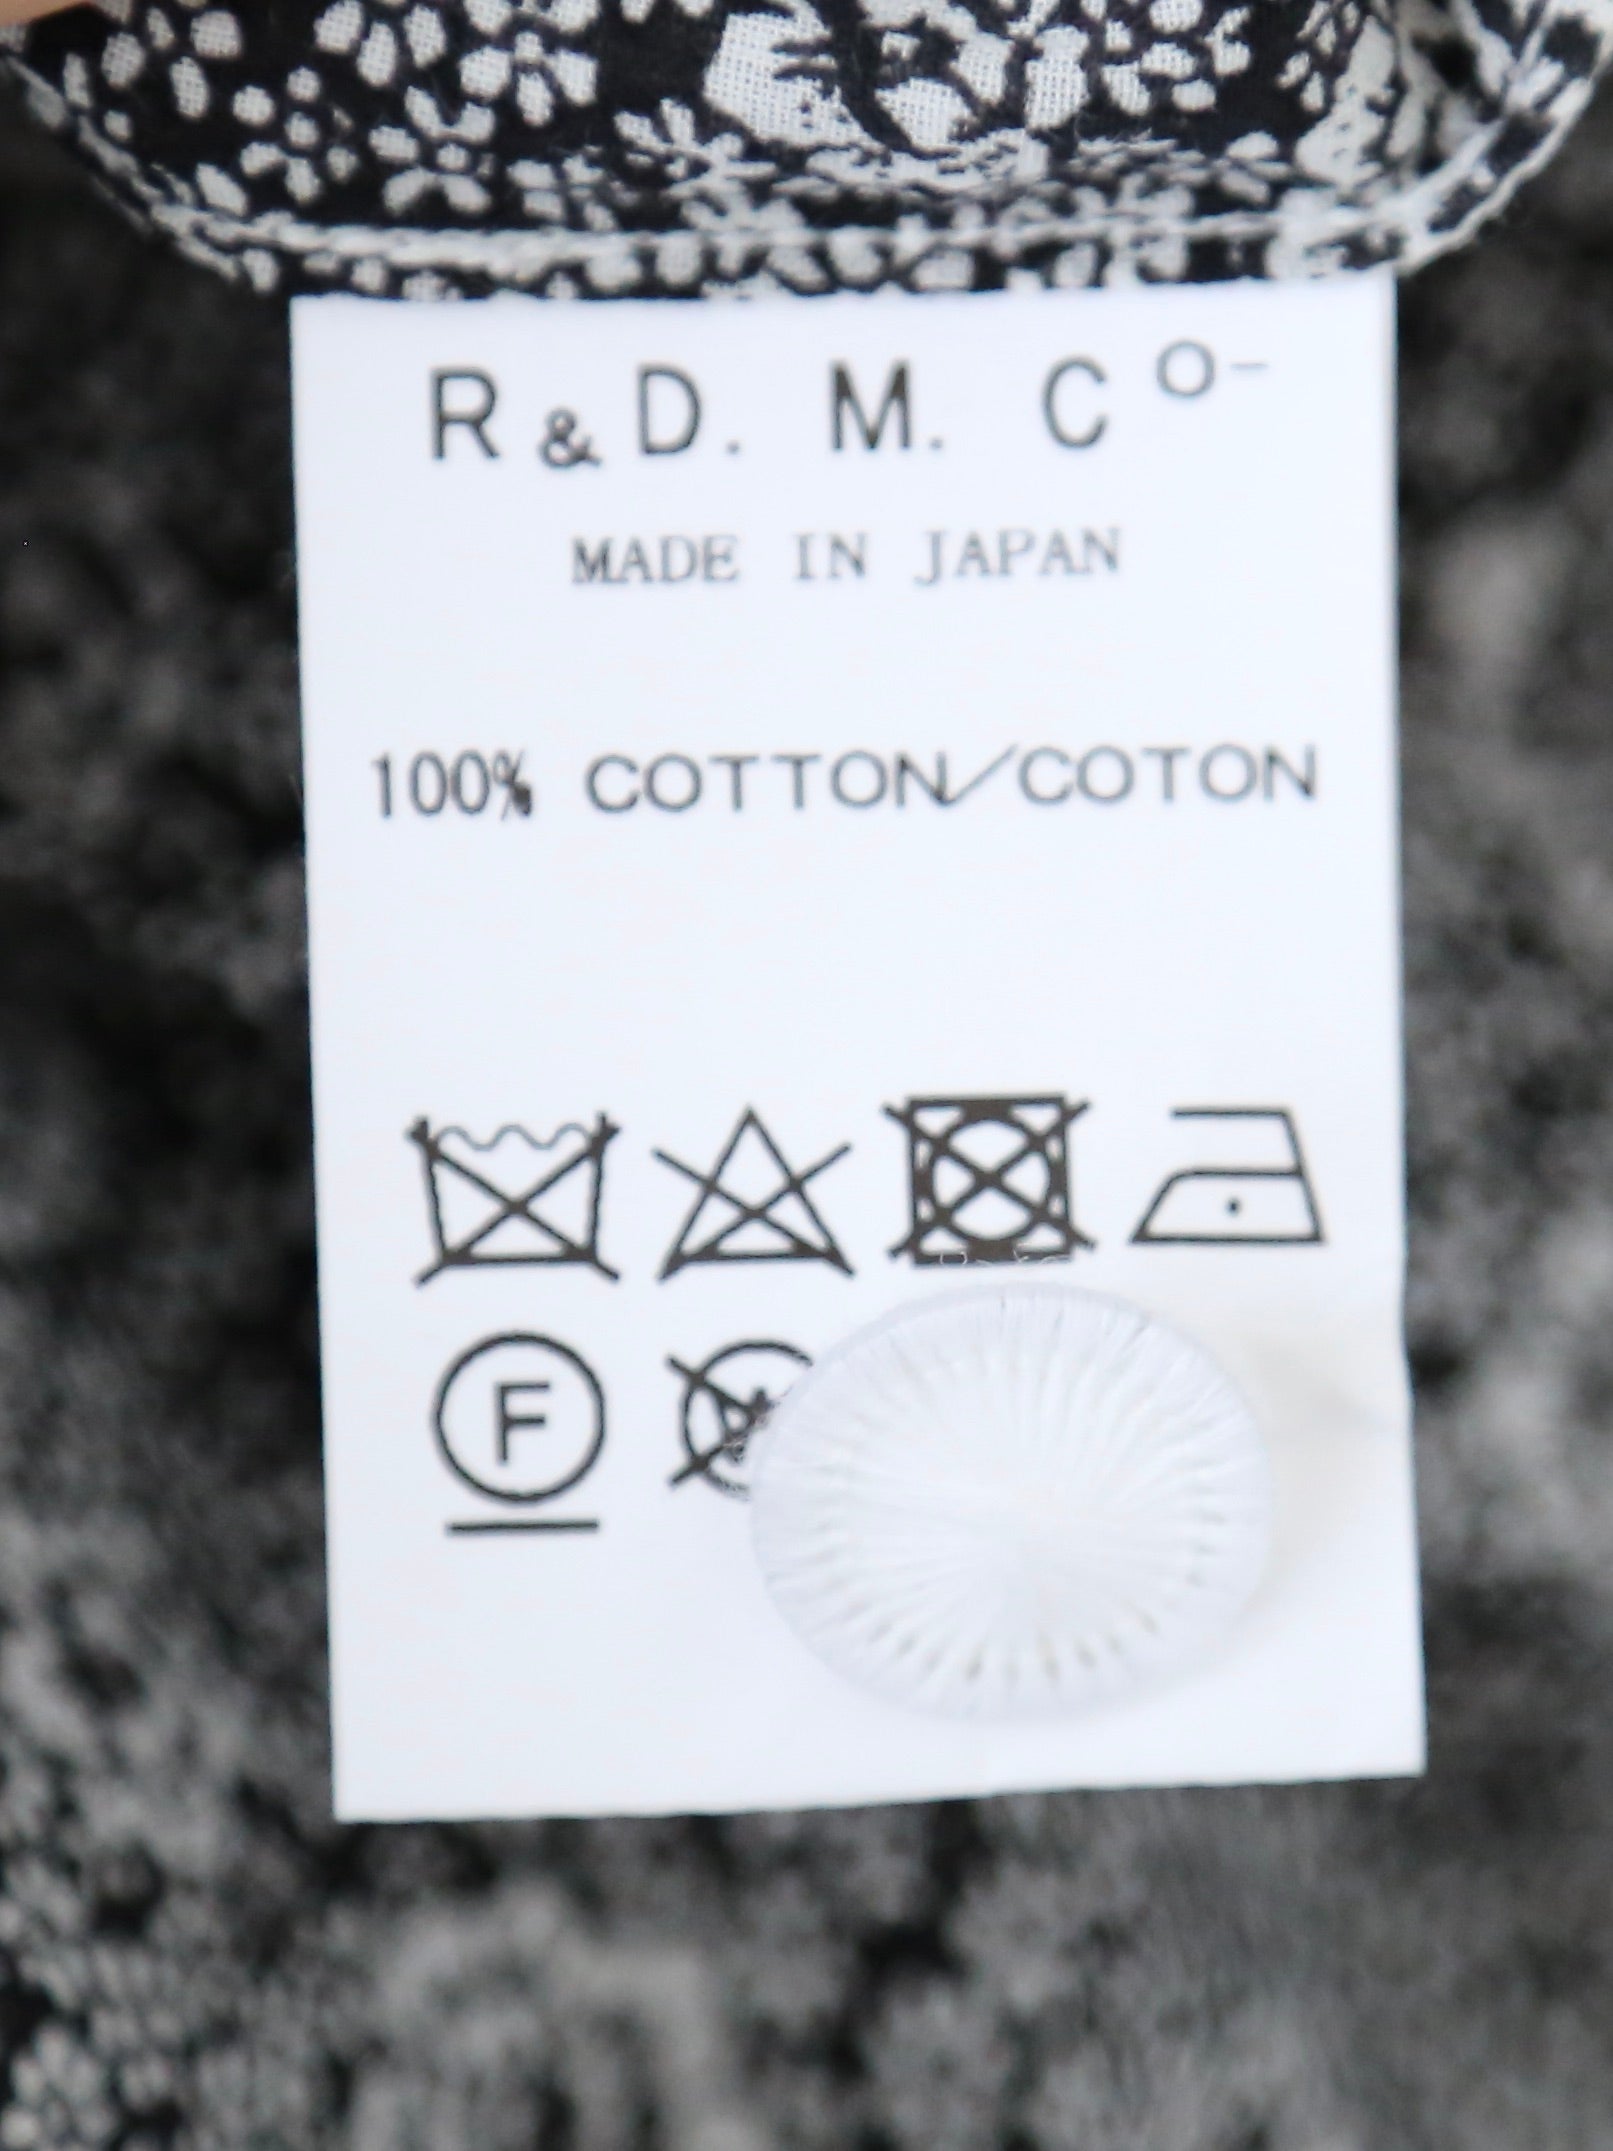 R & D. M. Co-
MADE IN JAPAN
100% COTTON/COTON
F